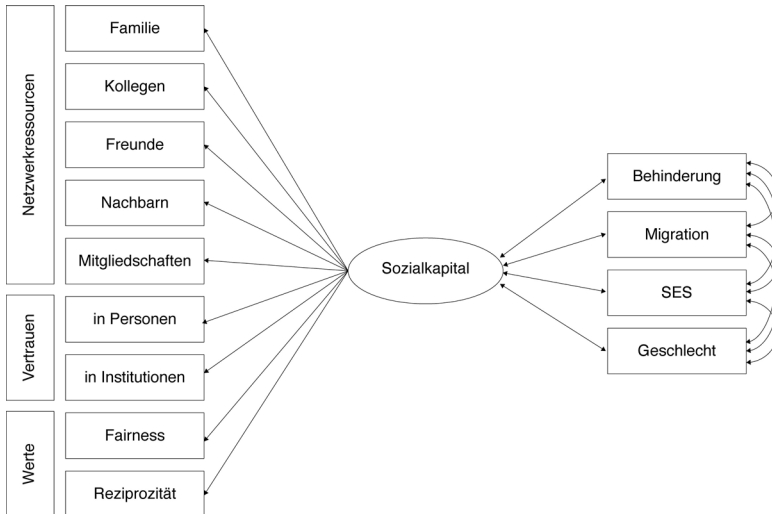 Netzwerkressourcen
Familie
Kollegen
Freunde
Nachbarn
Mitgliedschaften
Vertrauen
in Personen
in Institutionen
Werte
Fairness
Reziprozität
Sozialkapital
Behinderung
Migration
SES
Geschlecht